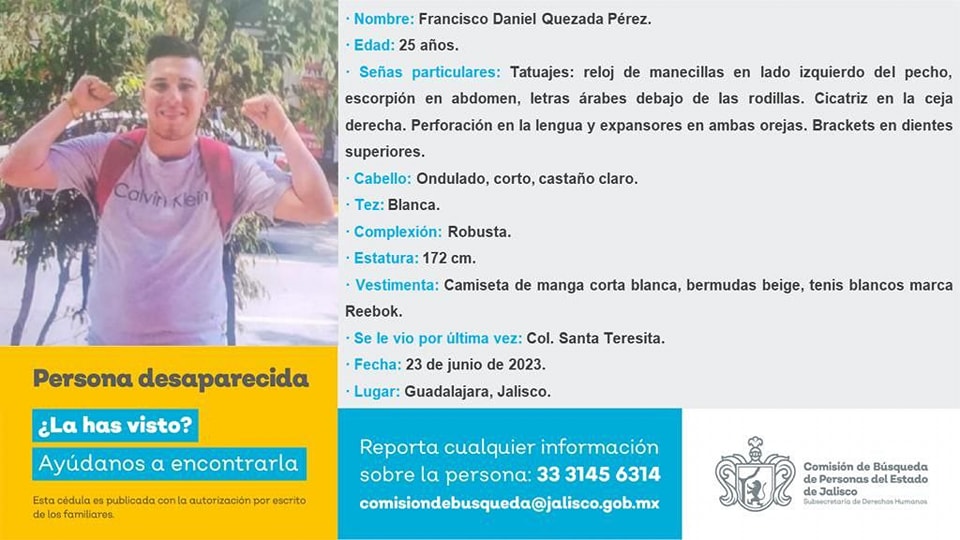 Calvin Klein
Persona desaparecida
¿La has visto?
Ayúdanos a encontrarla
Esta cédula es publicada con la autorización por escrito
de los familiares.
· Nombre: Francisco Daniel Quezada Pérez.
· Edad: 25 años.
· Señas particulares: Tatuajes: reloj de manecillas en lado izquierdo del pecho,
escorpión en abdomen, letras árabes debajo de las rodillas. Cicatriz en la ceja
derecha. Perforación en la lengua y expansores en ambas orejas. Brackets en dientes
superiores.
· Cabello: Ondulado, corto, castaño claro.
· Tez: Blanca.
· Complexión: Robusta.
· Estatura: 172 cm.
· Vestimenta: Camiseta de manga corta blanca, bermudas beige, tenis blancos marca
Reebok.
· Se le vio por última vez: Col. Santa Teresita.
· Fecha: 23 de junio de 2023.
· Lugar: Guadalajara, Jalisco.
Reporta cualquier información
sobre la persona: 33 3145 6314
comisiondebusqueda@jalisco.gob.mx
Comisión de Búsqueda
de Personas del Estado
de Jalisco
Subsecretaría de Derechos Humanos